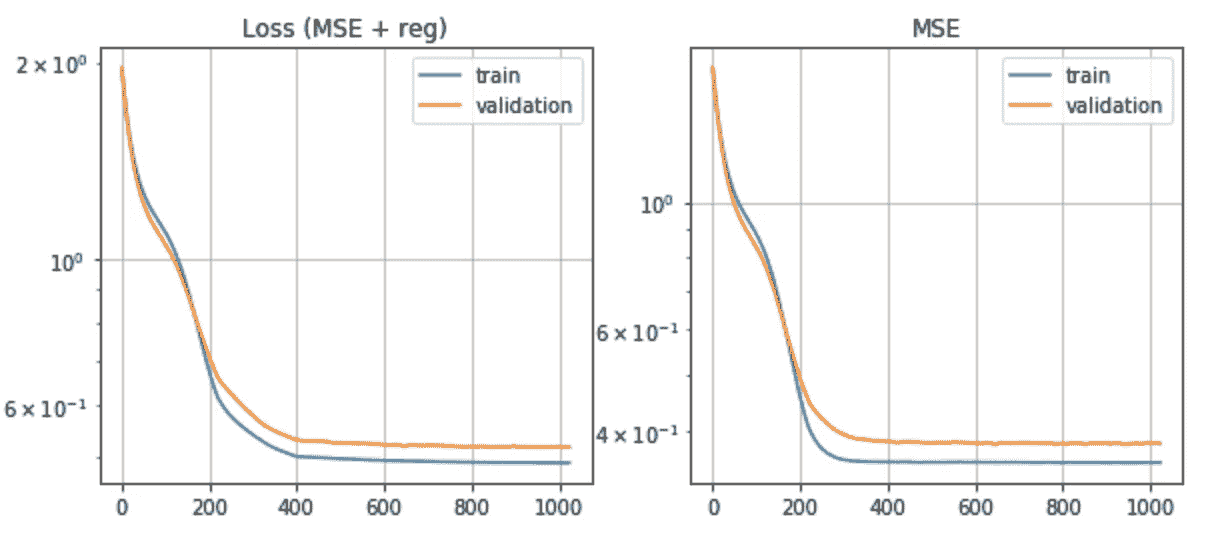 Loss (MSE + reg)
2 × 10⁰
10⁰
6 × 10⁻¹
train
validation
0 200 400 600 800 1000
MSE
10⁰
6 × 10⁻¹
4 × 10⁻¹
train
validation
0 200 400 600 800 1000